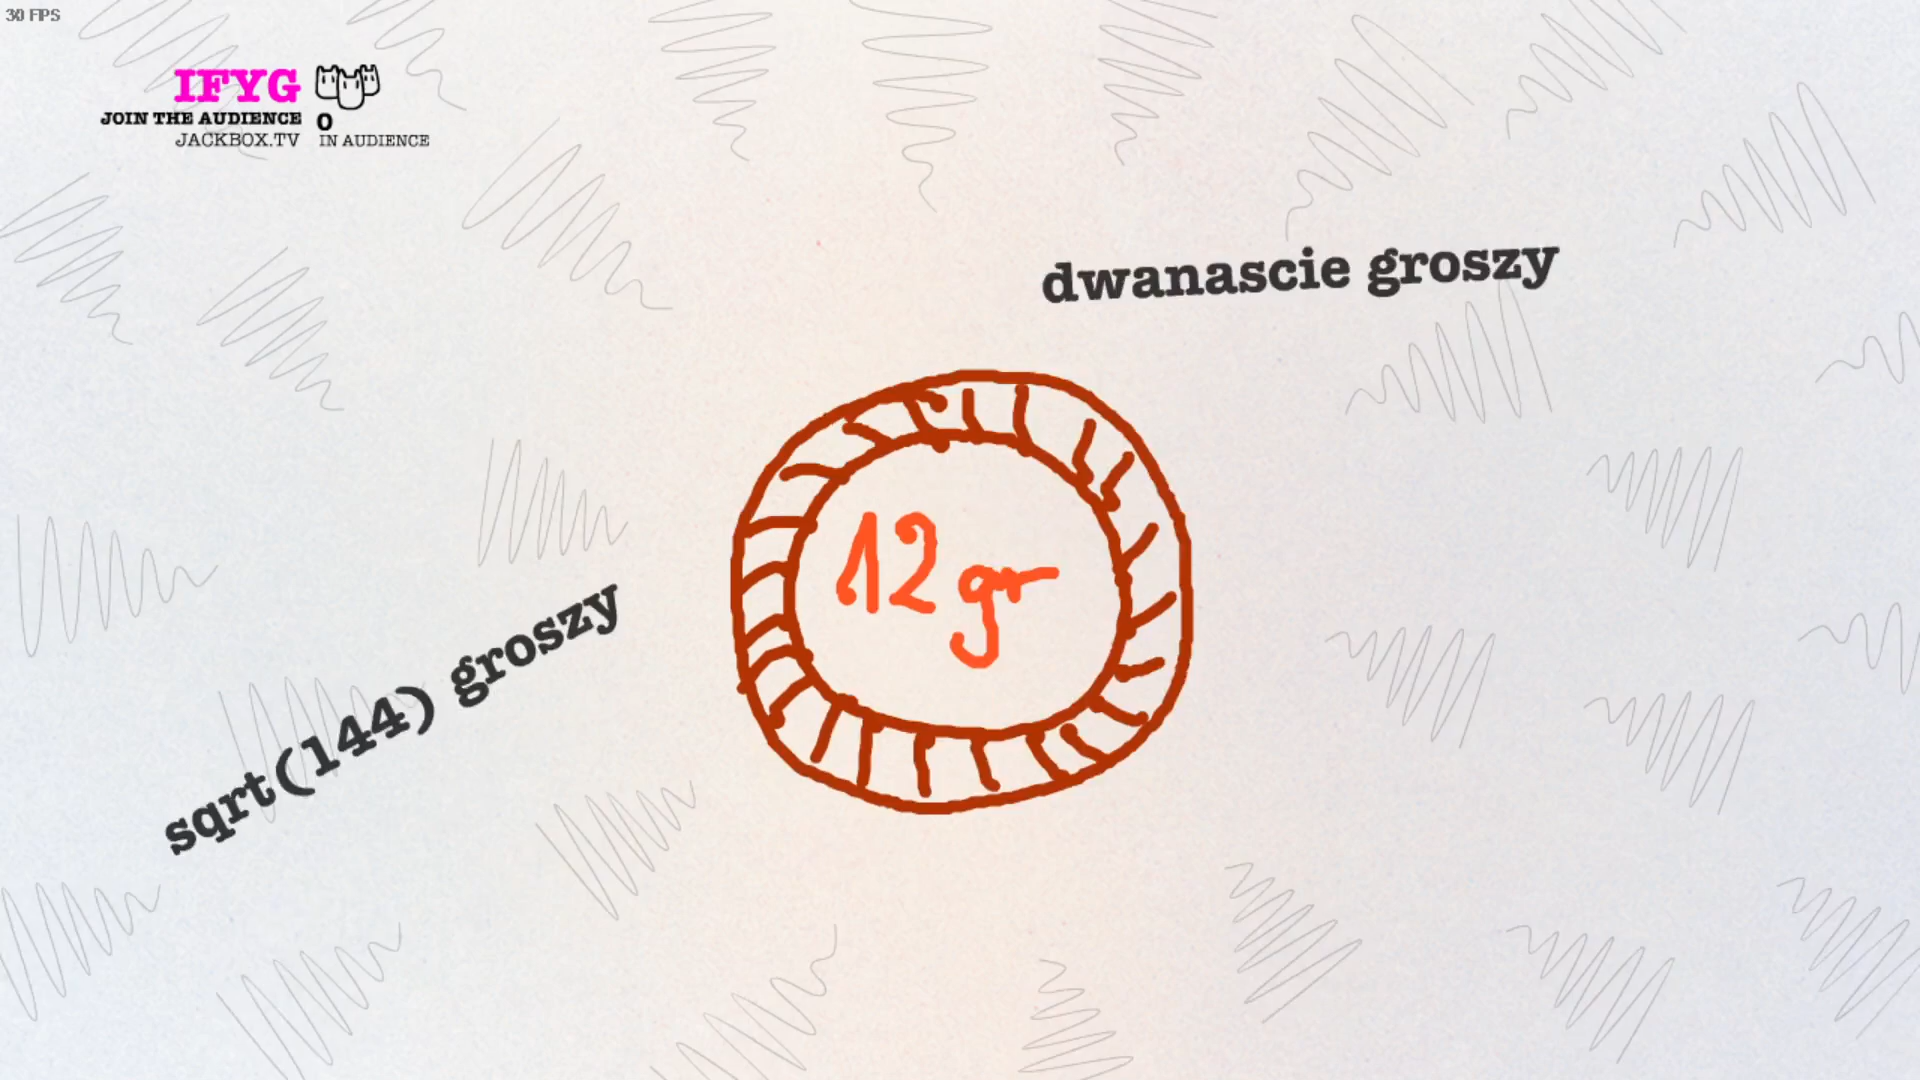 30 FPS
IFYG
JOIN THE AUDIENCE
JACKBOX.TV
0
IN AUDIENCE
dwanascie groszy
12 gr
sqrt(144) groszy